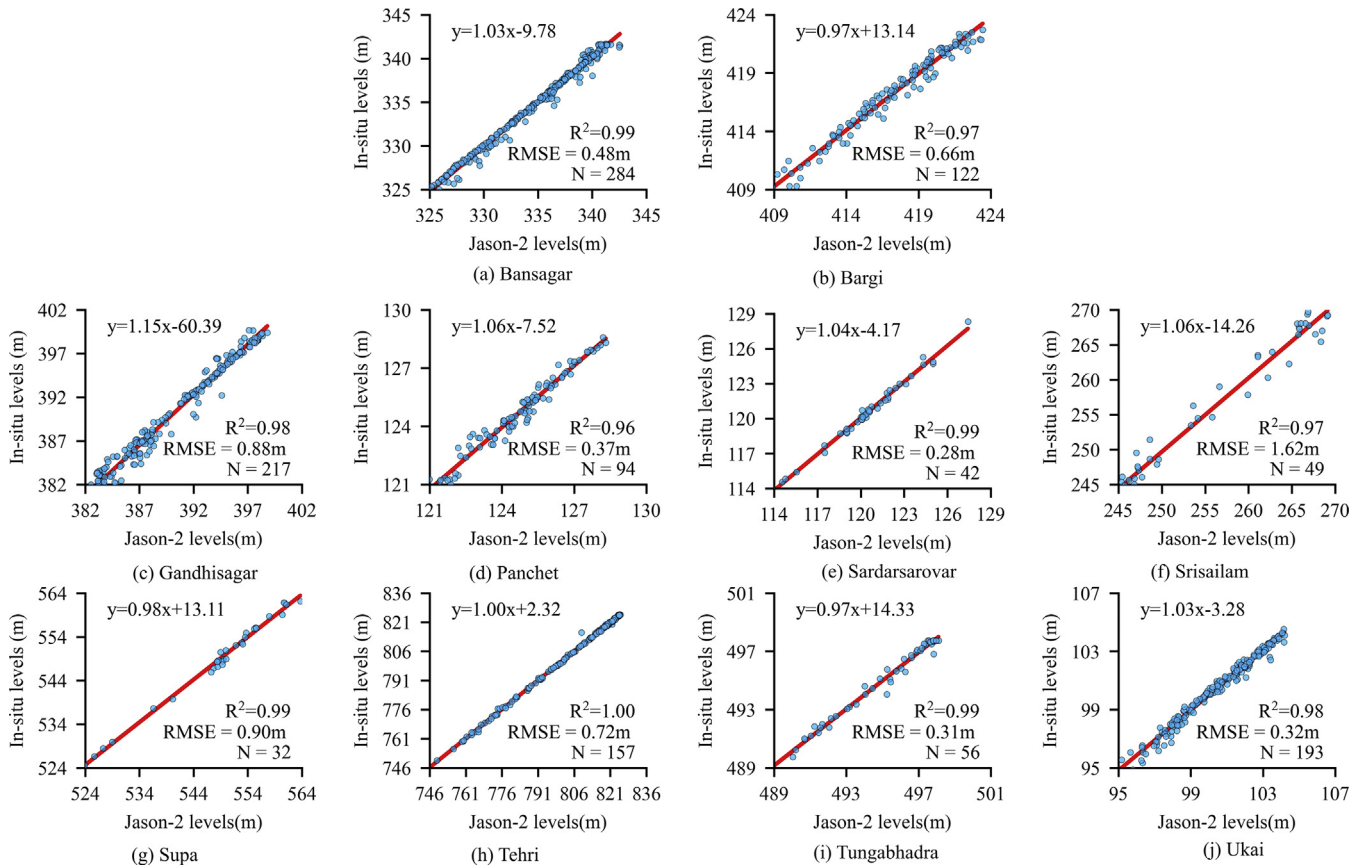 y=1.03x-9.78
In-situ levels (m)
345
340
335
330
325
R²=0.99
RMSE = 0.48m
N = 284
325 330 335 340 345
Jason-2 levels(m)
(a) Bansagar
y=0.97x+13.14
In-situ levels (m)
424
419
414
409
R²=0.97
RMSE = 0.66m
N = 122
409 414 419 424
Jason-2 levels(m)
(b) Bargi
y=1.15x-60.39
In-situ levels (m)
402
397
392
387
382
R²=0.98
RMSE = 0.88m
N = 217
382 387 392 397 402
Jason-2 levels(m)
(c) Gandhisagar
y=1.06x-7.52
In-situ levels (m)
130
127
124
121
R²=0.96
RMSE = 0.37m
N = 94
121 124 127 130
Jason-2 levels(m)
(d) Panchet
y=1.04x-4.17
In-situ levels (m)
129
126
123
120
117
114
R²=0.99
RMSE = 0.28m
N = 42
114 117 120 123 126 129
Jason-2 levels(m)
(e) Sardarsarovar
y=1.06x-14.26
In-situ levels (m)
270
265
260
255
250
245
R²=0.97
RMSE = 1.62m
N = 49
245 250 255 260 265 270
Jason-2 levels(m)
(f) Srisailam
y=0.98x+13.11
In-situ levels (m)
564
554
544
534
524
R²=0.99
RMSE = 0.90m
N = 32
524 534 544 554 564
Jason-2 levels(m)
(g) Supa
y=1.00x+2.32
In-situ levels (m)
836
821
806
791
776
761
746
R²=1.00
RMSE = 0.72m
N = 157
746 761 776 791 806 821 836
Jason-2 levels(m)
(h) Tehri
y=0.97x+14.33
In-situ levels (m)
501
497
493
489
R²=0.99
RMSE = 0.31m
N = 56
489 493 497 501
Jason-2 levels(m)
(i) Tungabhadra
y=1.03x-3.28
In-situ levels (m)
107
103
99
95
R²=0.98
RMSE = 0.32m
N = 193
95 99 103 107
Jason-2 levels(m)
(j) Ukai